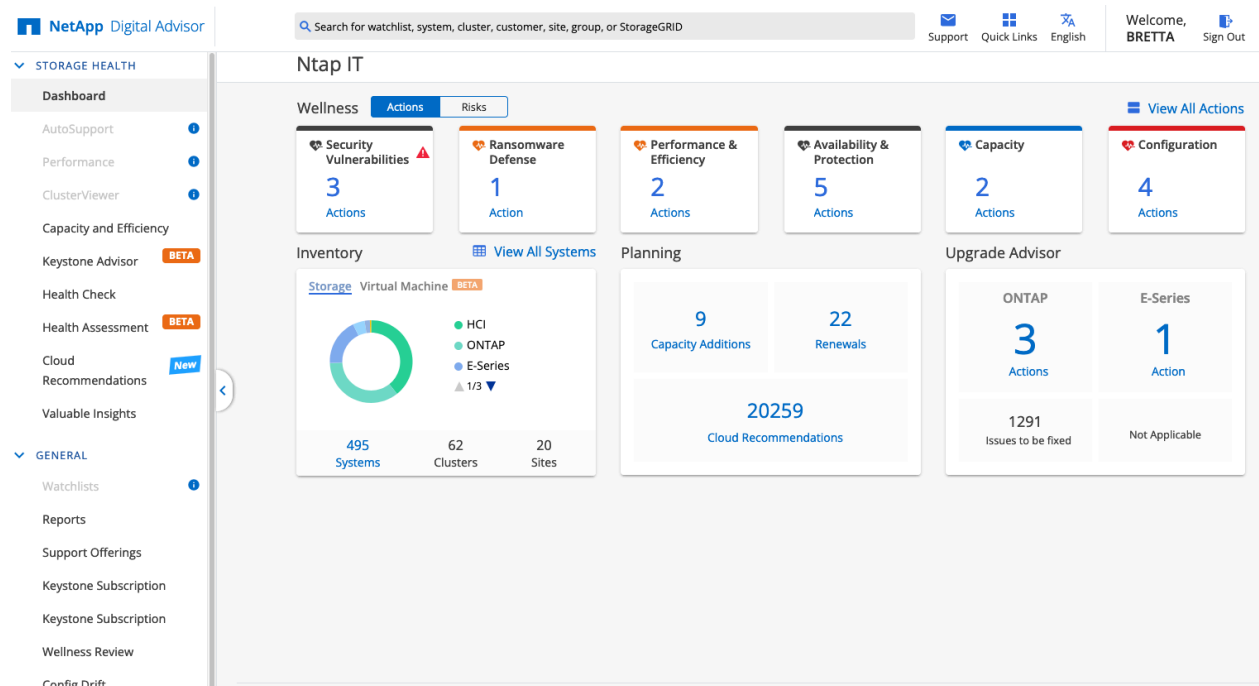 NetApp Digital Advisor
Search for watchlist, system, cluster, customer, site, group, or StorageGRID
Support
Quick Links
English
Welcome,
BRETTA
Sign Out
STORAGE HEALTH
Dashboard
AutoSupport
Performance
ClusterViewer
Capacity and Efficiency
Keystone Advisor BETA
Health Check
Health Assessment BETA
Cloud
Recommendations New
Valuable Insights
GENERAL
Watchlists
Reports
Support Offerings
Keystone Subscription
Keystone Subscription
Wellness Review
Config Drift
Ntap IT
Wellness Actions Risks
View All Actions
Security
Vulnerabilities
3
Actions
Ransomware
Defense
1
Action
Performance &
Efficiency
2
Actions
Availability &
Protection
5
Actions
Capacity
2
Actions
Configuration
4
Actions
Inventory View All Systems
Storage Virtual Machine BETA
HCI
ONTAP
E-Series
1/3
495
Systems
62
Clusters
20
Sites
Planning
9
Capacity Additions
22
Renewals
20259
Cloud Recommendations
Upgrade Advisor
ONTAP
3
Actions
E-Series
1
Action
1291
Issues to be fixed
Not Applicable